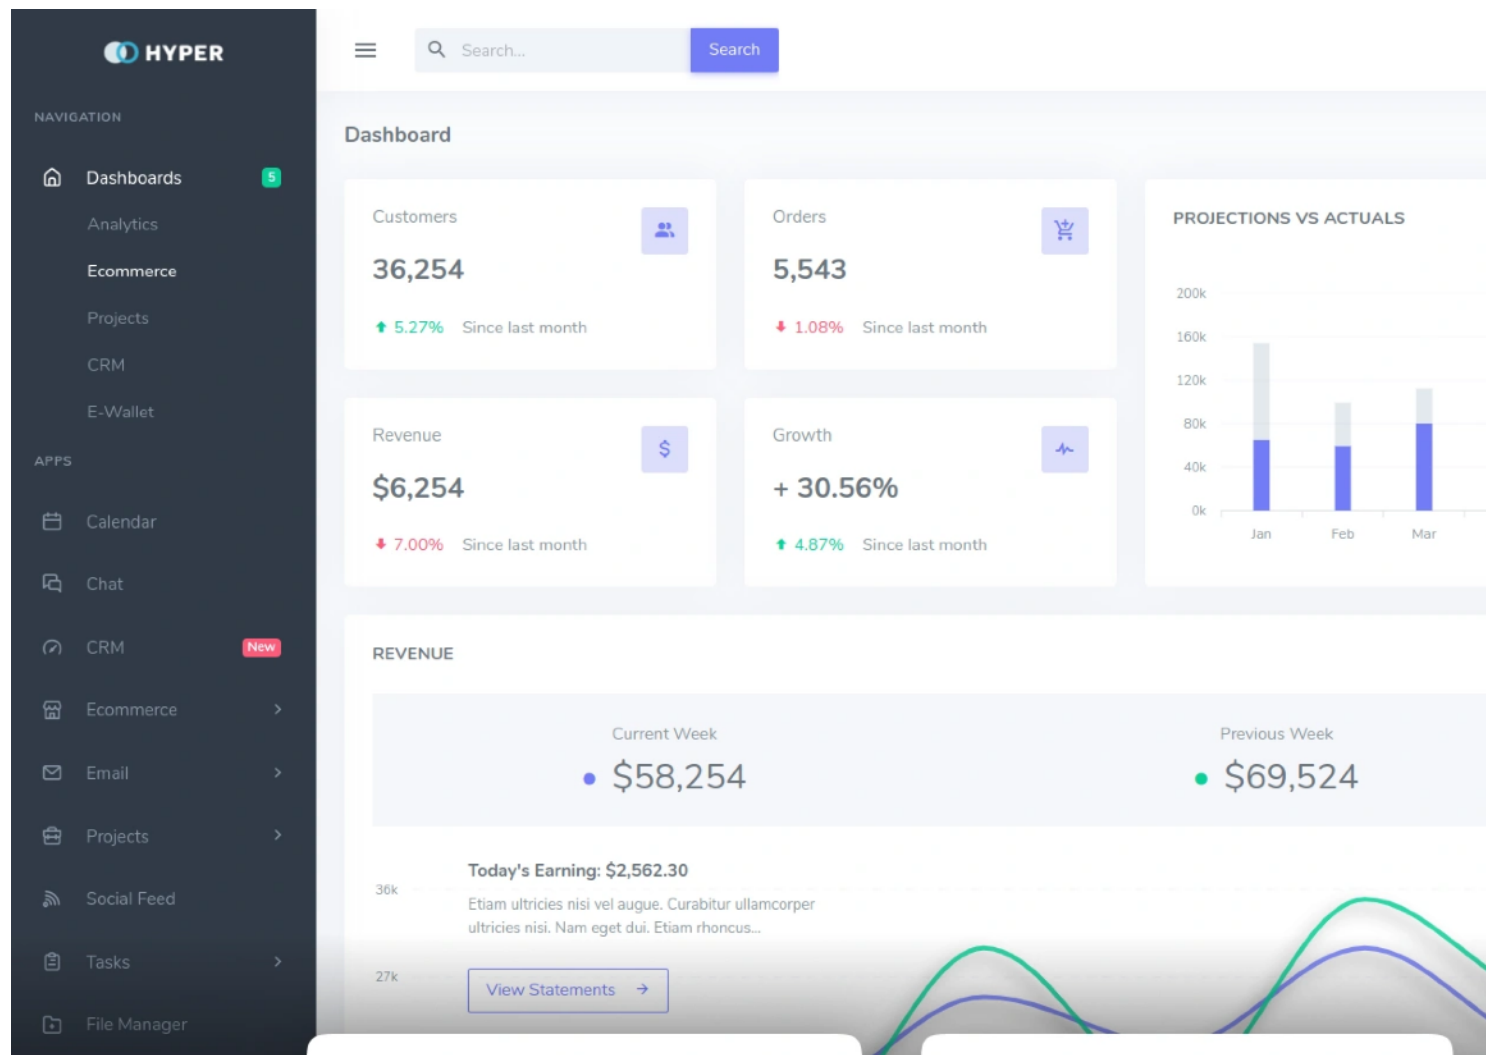 HYPER
Search...
Search
NAVIGATION
Dashboards 5
Analytics
Ecommerce
Projects
CRM
E-Wallet
APPS
Calendar
Chat
CRM New
Ecommerce
Email
Projects
Social Feed
Tasks
File Manager
Dashboard
Customers
36,254
5.27% Since last month
Orders
5,543
1.08% Since last month
Revenue
$6,254
7.00% Since last month
Growth
+ 30.56%
4.87% Since last month
PROJECTIONS VS ACTUALS
200k
160k
120k
80k
40k
0k
Jan Feb Mar
REVENUE
Current Week
$58,254
Previous Week
$69,524
36k
27k
Today's Earning: $2,562.30
Etiam ultricies nisi vel augue. Curabitur ullamcorper
ultricies nisi. Nam eget dui. Etiam rhoncus...
View Statements